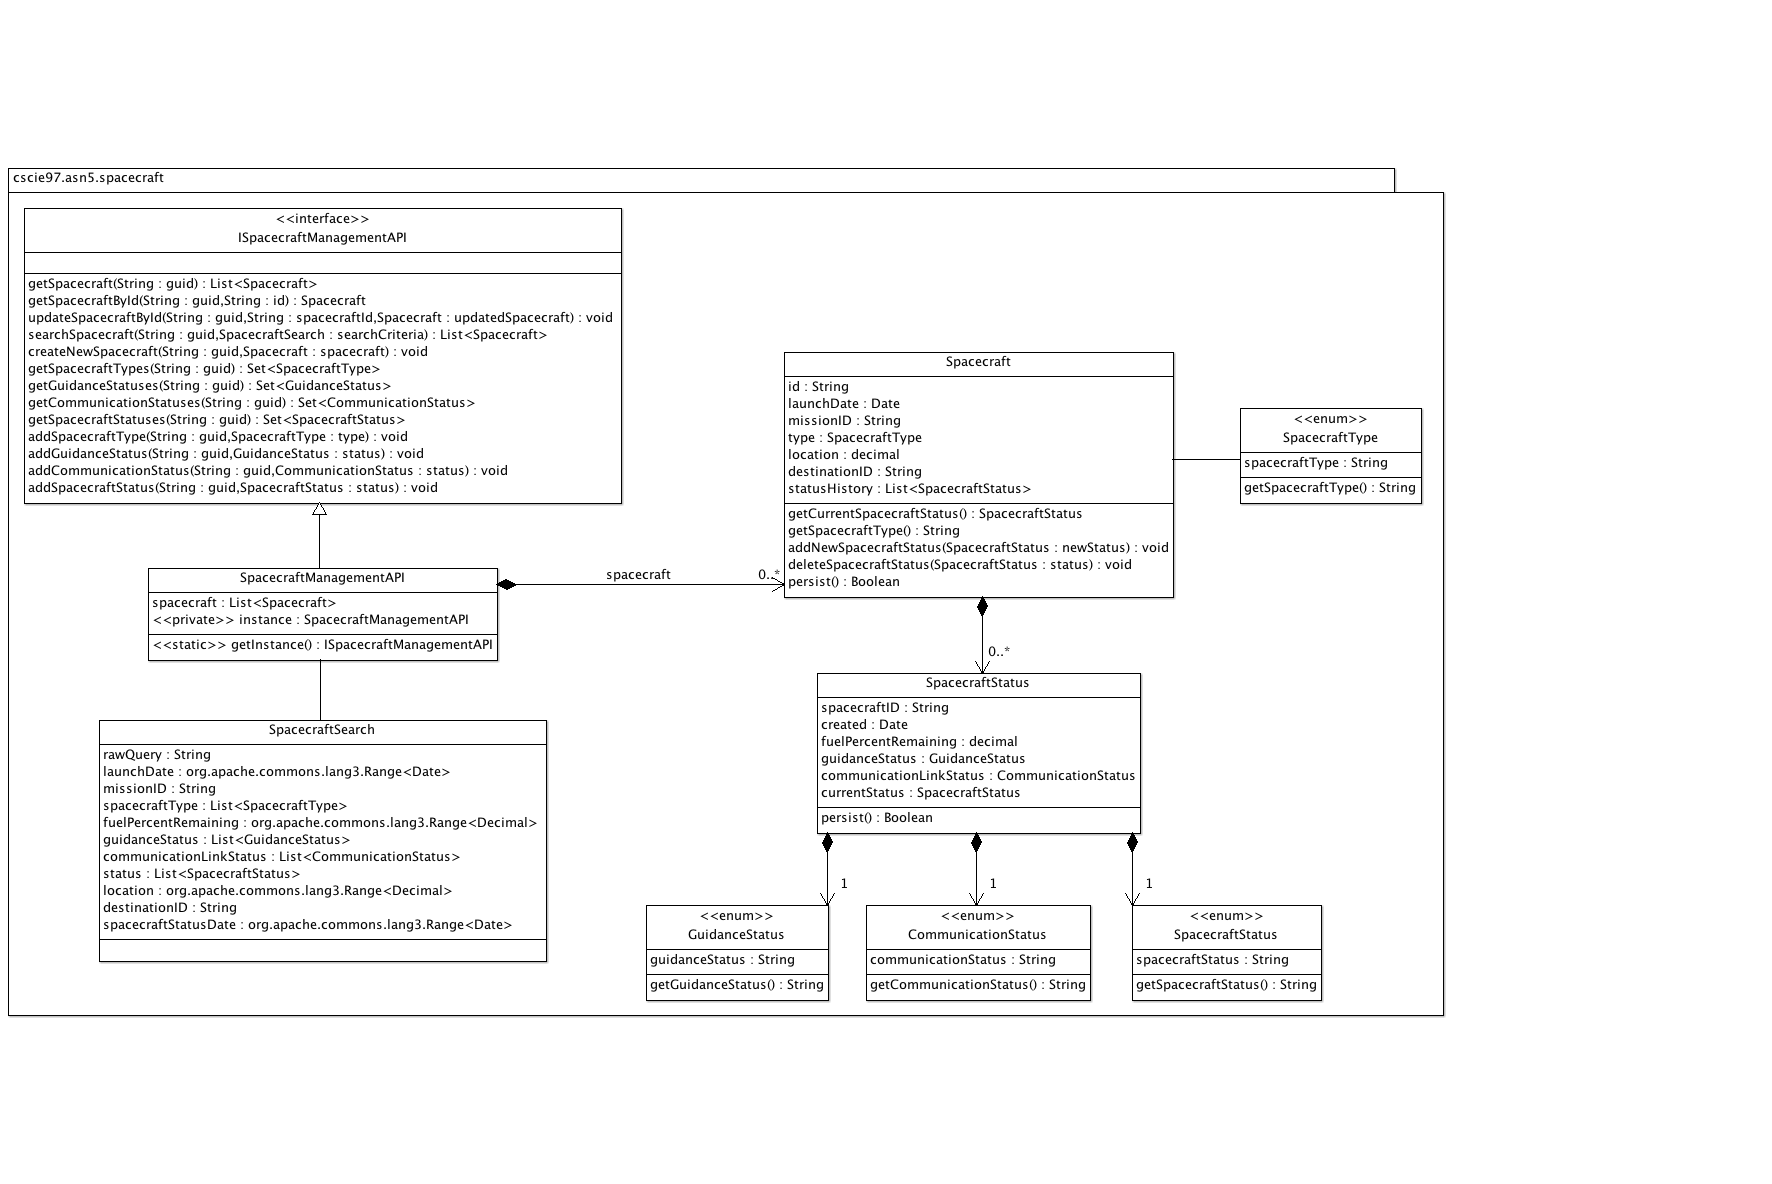 cscie97.asn5.spacecraft
<<interface>>
ISpacecraftManagementAPI
getSpacecraft(String : guid) : List<Spacecraft>
getSpacecraftById(String : guid,String : id) : Spacecraft
updateSpacecraftById(String : guid,String : spacecraftId,Spacecraft : updatedSpacecraft) : void
searchSpacecraft(String : guid,SpacecraftSearch : searchCriteria) : List<Spacecraft>
createNewSpacecraft(String : guid,Spacecraft : spacecraft) : void
getSpacecraftTypes(String : guid) : Set<SpacecraftType>
getGuidanceStatuses(String : guid) : Set<GuidanceStatus>
getCommunicationStatuses(String : guid) : Set<CommunicationStatus>
getSpacecraftStatuses(String : guid) : Set<SpacecraftStatus>
addSpacecraftType(String : guid,SpacecraftType : type) : void
addGuidanceStatus(String : guid,GuidanceStatus : status) : void
addCommunicationStatus(String : guid,CommunicationStatus : status) : void
addSpacecraftStatus(String : guid,SpacecraftStatus : status) : void
SpacecraftManagementAPI
spacecraft : List<Spacecraft>
<<private>> instance : SpacecraftManagementAPI
<<static>> getInstance() : ISpacecraftManagementAPI
spacecraft
0..*
SpacecraftSearch
rawQuery : String
launchDate : org.apache.commons.lang3.Range<Date>
missionID : String
spacecraftType : List<SpacecraftType>
fuelPercentRemaining : org.apache.commons.lang3.Range<Decimal>
guidanceStatus : List<GuidanceStatus>
communicationLinkStatus : List<CommunicationStatus>
status : List<SpacecraftStatus>
location : org.apache.commons.lang3.Range<Decimal>
destinationID : String
spacecraftStatusDate : org.apache.commons.lang3.Range<Date>
Spacecraft
id : String
launchDate : Date
missionID : String
type : SpacecraftType
location : decimal
destinationID : String
statusHistory : List<SpacecraftStatus>
getCurrentSpacecraftStatus() : SpacecraftStatus
getSpacecraftType() : String
addNewSpacecraftStatus(SpacecraftStatus : newStatus) : void
deleteSpacecraftStatus(SpacecraftStatus : status) : void
persist() : Boolean
<<enum>>
SpacecraftType
spacecraftType : String
getSpacecraftType() : String
0..*
SpacecraftStatus
spacecraftID : String
created : Date
fuelPercentRemaining : decimal
guidanceStatus : GuidanceStatus
communicationLinkStatus : CommunicationStatus
currentStatus : SpacecraftStatus
persist() : Boolean
1
1
1
<<enum>>
GuidanceStatus
guidanceStatus : String
getGuidanceStatus() : String
<<enum>>
CommunicationStatus
communicationStatus : String
getCommunicationStatus() : String
<<enum>>
SpacecraftStatus
spacecraftStatus : String
getSpacecraftStatus() : String